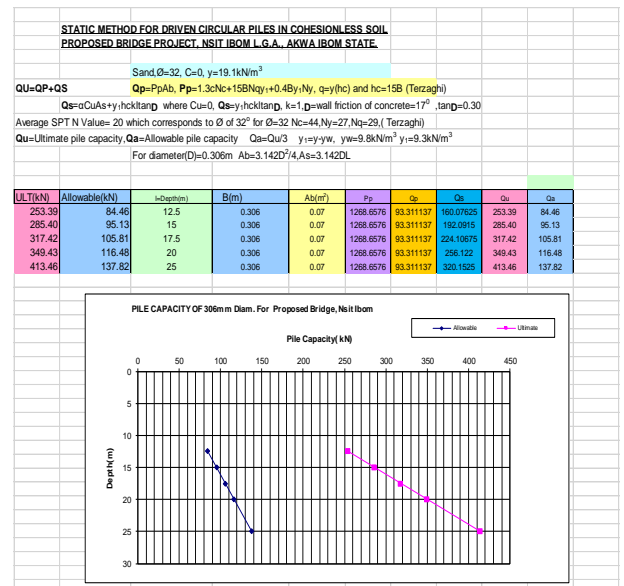 STATIC METHOD FOR DRIVEN CIRCULAR PILES IN COHESIONLESS SOIL
PROPOSED BRIDGE PROJECT, NSIT IBOM L.G.A., AKWA IBOM STATE.
Sand,Ø=32, C=0, y=19.1kN/m³
QU=QP+QS Qp=PpAb, Pp=1.3cNc+15BNqy₁+0.4By₁Ny, q=y(hc) and hc=15B (Terzaghi)
Qs=αCuAs+y₁hckltanD where Cu=0, Qs=y₁hckltanD, k=1,D=wall friction of concrete=17⁰ ,tanD=0.30
Average SPT N Value= 20 which corresponds to Ø of 32⁰ for Ø=32 Nc=44,Ny=27,Nq=29,( Terzaghi)
Qu=Ultimate pile capacity,Qa=Allowable pile capacity Qa=Qu/3 y₁=y-yw, yw=9.8kN/m³ y₁=9.3kN/m³
For diameter(D)=0.306m Ab=3.142D²/4,As=3.142DL
ULT(kN) Allowable(kN) l=Depth(m) B(m) Ab(m²) Pp Qp Qs Qu Qa
253.39 84.46 12.5 0.306 0.07 1268.6576 93.311137 160.07625 253.39 84.46
285.40 95.13 15 0.306 0.07 1268.6576 93.311137 192.0915 285.40 95.13
317.42 105.81 17.5 0.306 0.07 1268.6576 93.311137 224.10675 317.42 105.81
349.43 116.48 20 0.306 0.07 1268.6576 93.311137 256.122 349.43 116.48
413.46 137.82 25 0.306 0.07 1268.6576 93.311137 320.1525 413.46 137.82
PILE CAPACITY OF 306mm Diam. For Proposed Bridge, Nsit Ibom
Allowable Ultimate
Pile Capacity( kN)
0 50 100 150 200 250 300 350 400 450
0
5
10
15
20
25
30
Depth(m)